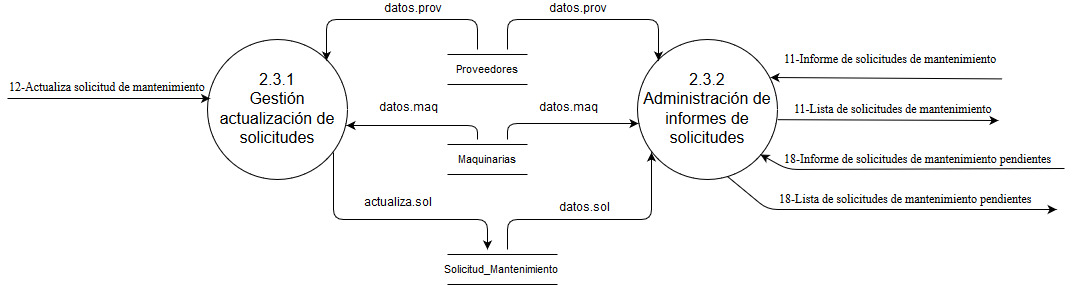 datos.prov
datos.prov
Proveedores
12-Actualiza solicitud de mantenimiento
2.3.1
Gestión
actualización de
solicitudes
2.3.2
Administración de
informes de
solicitudes
11-Informe de solicitudes de mantenimiento
datos.maq
datos.maq
11-Lista de solicitudes de mantenimiento
Maquinarias
18-Informe de solicitudes de mantenimiento pendientes
actualiza.sol
datos.sol
18-Lista de solicitudes de mantenimiento pendientes
Solicitud_Mantenimiento